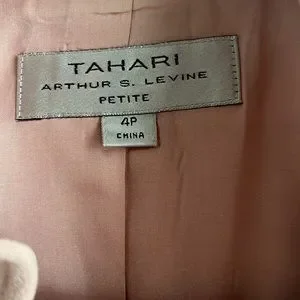 TAHARI
ARTHUR S. LEVINE
PETITE
4P
CHINA